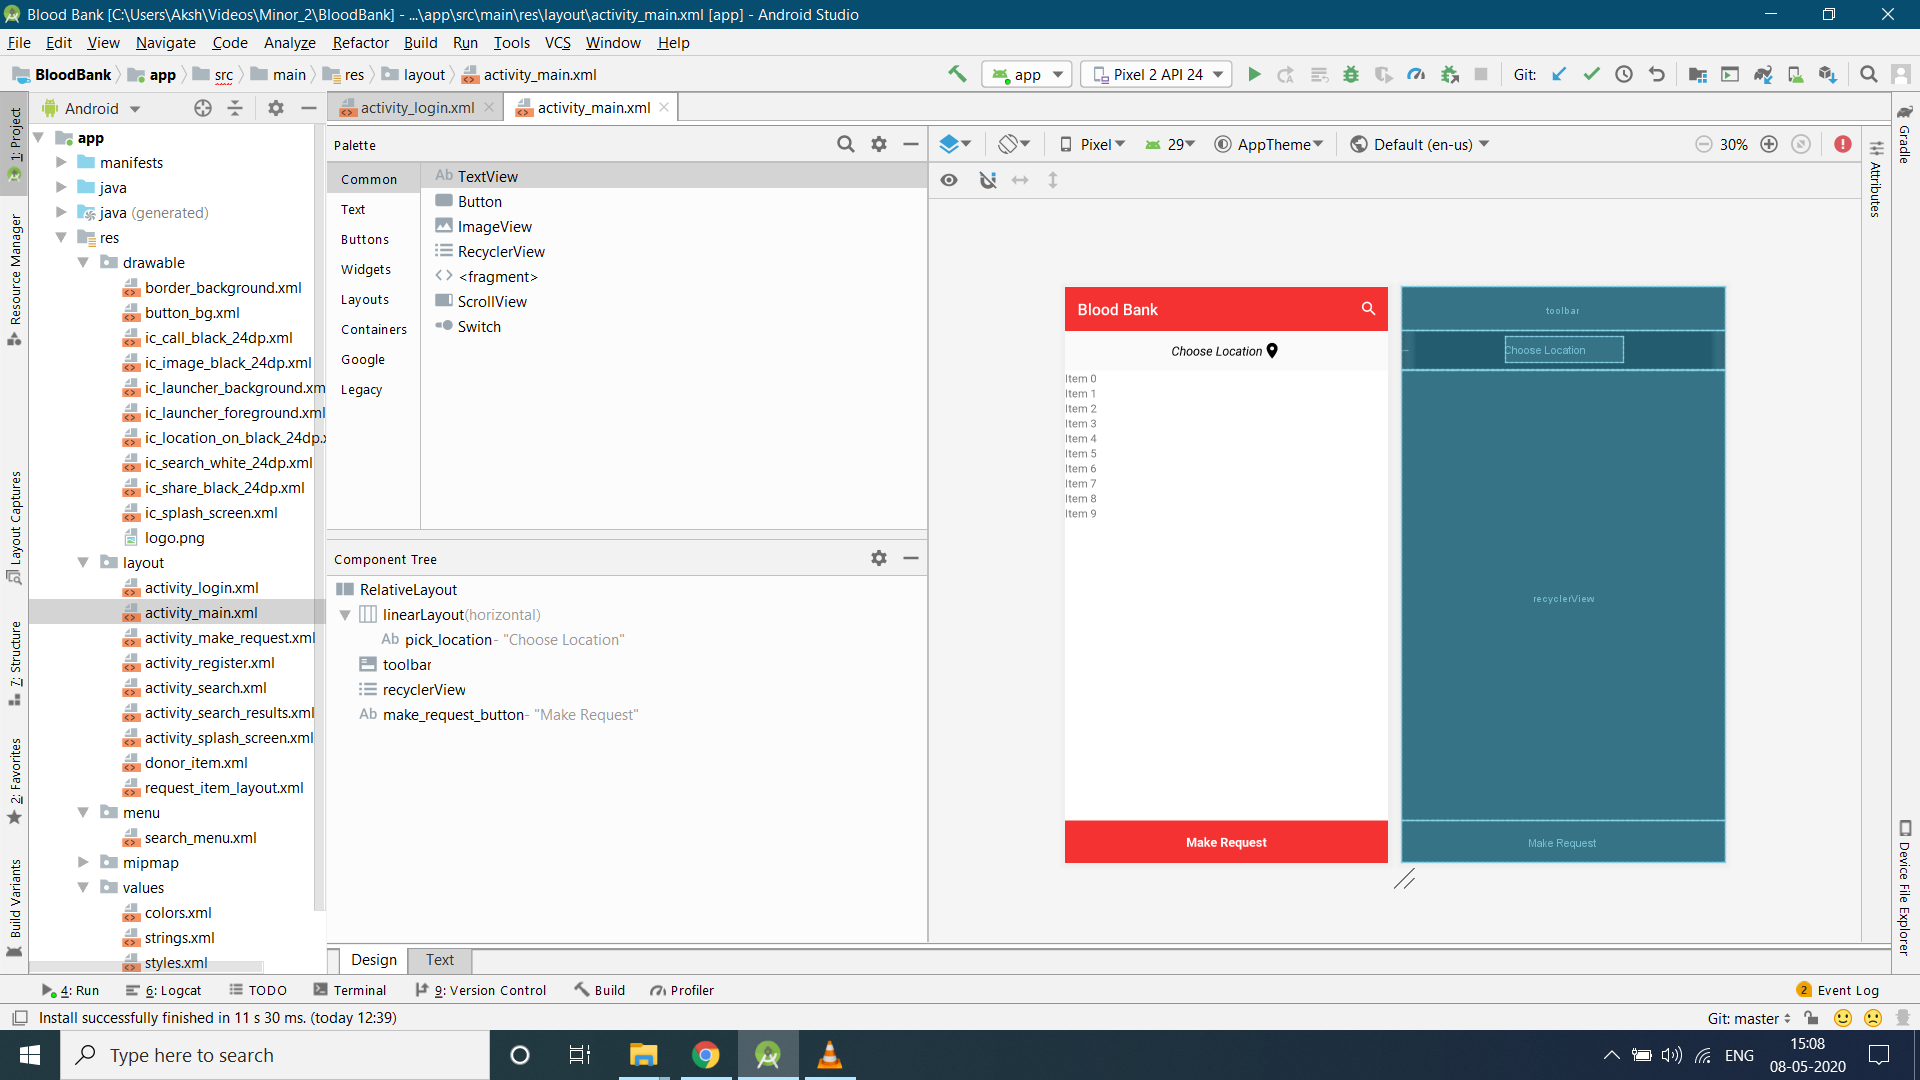 Blood Bank [C:\Users\Aksh\Videos\Minor_2\BloodBank] - ...\app\src\main\res\layout\activity_main.xml [app] - Android Studio
File Edit View Navigate Code Analyze Refactor Build Run Tools VCS Window Help
BloodBank app src main res layout activity_main.xml
app Pixel 2 API 24 Git:
Android
activity_login.xml activity_main.xml
1: Project
Resource Manager
Layout Captures
7: Structure
2: Favorites
Build Variants
app
manifests
java
java (generated)
res
drawable
border_background.xml
button_bg.xml
ic_call_black_24dp.xml
ic_image_black_24dp.xml
ic_launcher_background.xm
ic_launcher_foreground.xml
ic_location_on_black_24dp.x
ic_search_white_24dp.xml
ic_share_black_24dp.xml
ic_splash_screen.xml
logo.png
layout
activity_login.xml
activity_main.xml
activity_make_request.xml
activity_register.xml
activity_search.xml
activity_search_results.xml
activity_splash_screen.xml
donor_item.xml
request_item_layout.xml
menu
search_menu.xml
mipmap
values
colors.xml
strings.xml
styles.xml
Palette
Common
Text
Buttons
Widgets
Layouts
Containers
Google
Legacy
Ab TextView
Button
ImageView
RecyclerView
<fragment>
ScrollView
Switch
Component Tree
RelativeLayout
linearLayout(horizontal)
Ab pick_location- "Choose Location"
toolbar
recyclerView
Ab make_request_button- "Make Request"
Pixel 29 AppTheme Default (en-us) 30%
Blood Bank
Choose Location
Item 0
Item 1
Item 2
Item 3
Item 4
Item 5
Item 6
Item 7
Item 8
Item 9
Make Request
toolbar
Choose Location
recyclerView
Make Request
Gradle
Attributes
Device File Explorer
Design Text
4: Run 6: Logcat TODO Terminal 9: Version Control Build Profiler
2 Event Log
Install successfully finished in 11 s 30 ms. (today 12:39)
Git: master
Type here to search
ENG
15:08
08-05-2020